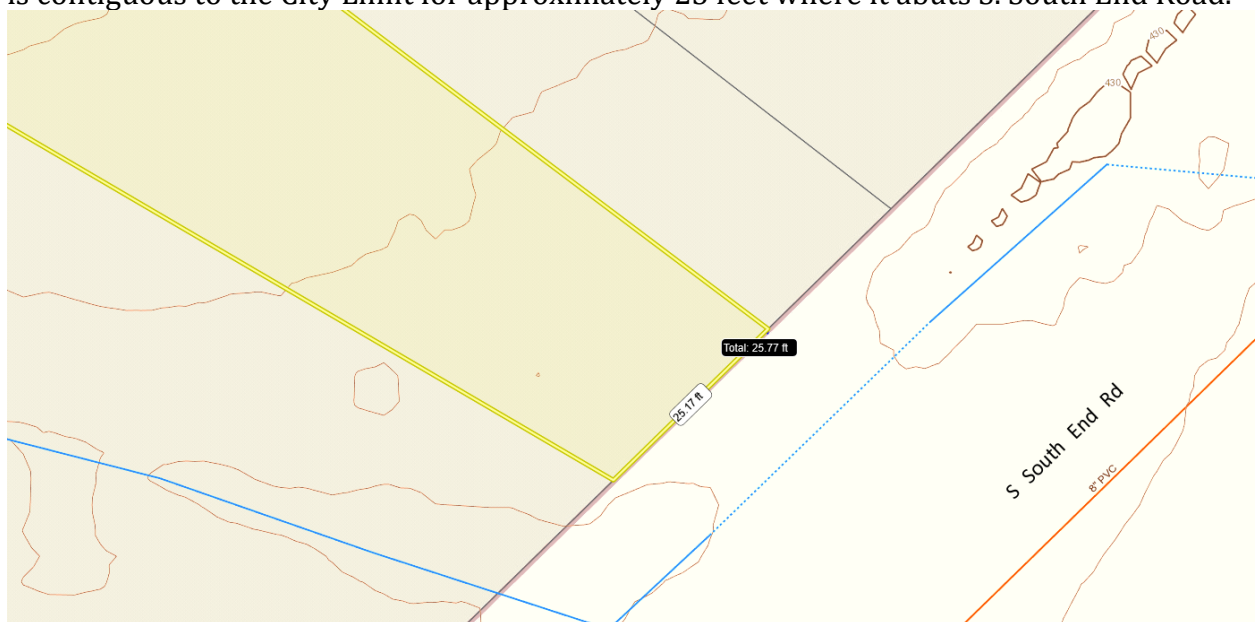 is contiguous to the City Limit for approximately 25 feet where it abuts S. South End Road.
430
430
Total: 25.77 ft
25.17 ft
S South End Rd
8" PVC